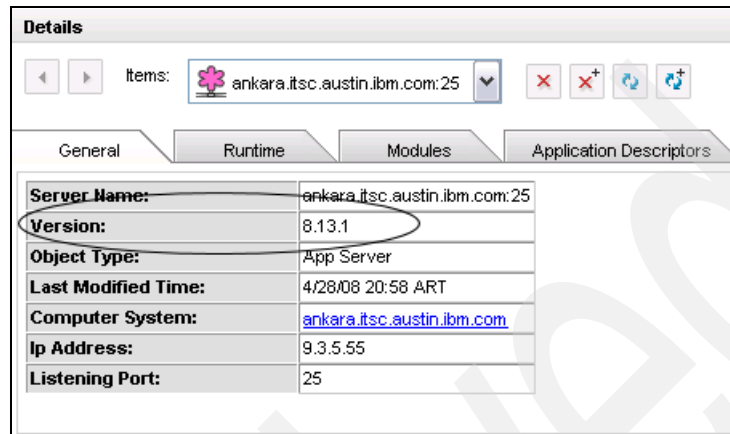 Details
Items: ankara.itsc.austin.ibm.com:25
General Runtime Modules Application Descriptors
Server Name: ankara.itsc.austin.ibm.com:25
Version: 8.13.1
Object Type: App Server
Last Modified Time: 4/28/08 20:58 ART
Computer System: ankara.itsc.austin.ibm.com
Ip Address: 9.3.5.55
Listening Port: 25